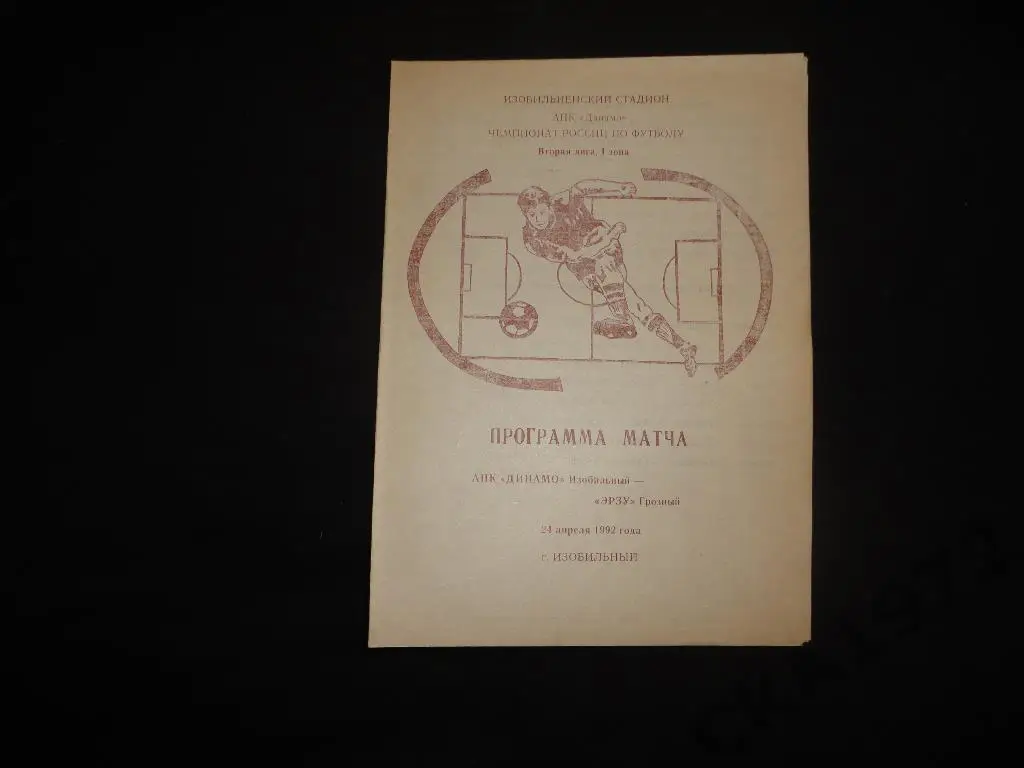 ИЗОБИЛЬНЕНСКИЙ СТАДИОН
АПК «Динамо»
ЧЕМПИОНАТ РОССИИ ПО ФУТБОЛУ
Вторая лига, 1 зона
ПРОГРАММА МАТЧА
АПК «ДИНАМО» Изобильный —
«ЭРЗУ» Грозный
24 апреля 1992 года
г. ИЗОБИЛЬНЫЙ